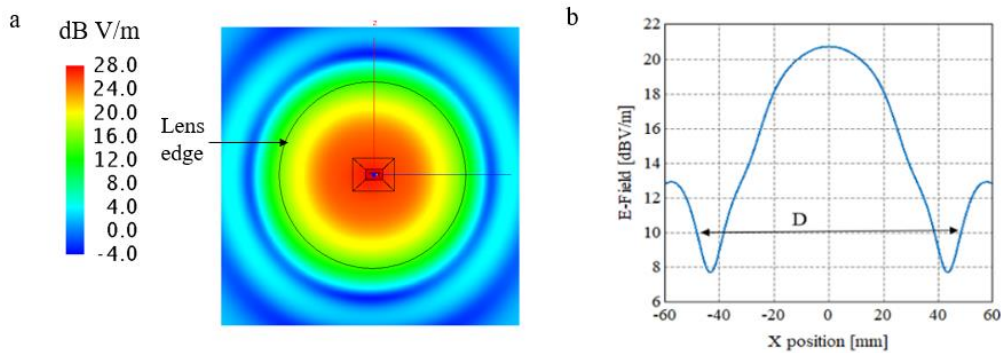 a
dB V/m
28.0
24.0
20.0
16.0
12.0
8.0
4.0
0.0
-4.0
Lens
edge
z
b
E-Field [dBV/m]
22
20
18
16
14
12
10
8
6
D
-60 -40 -20 0 20 40 60
X position [mm]